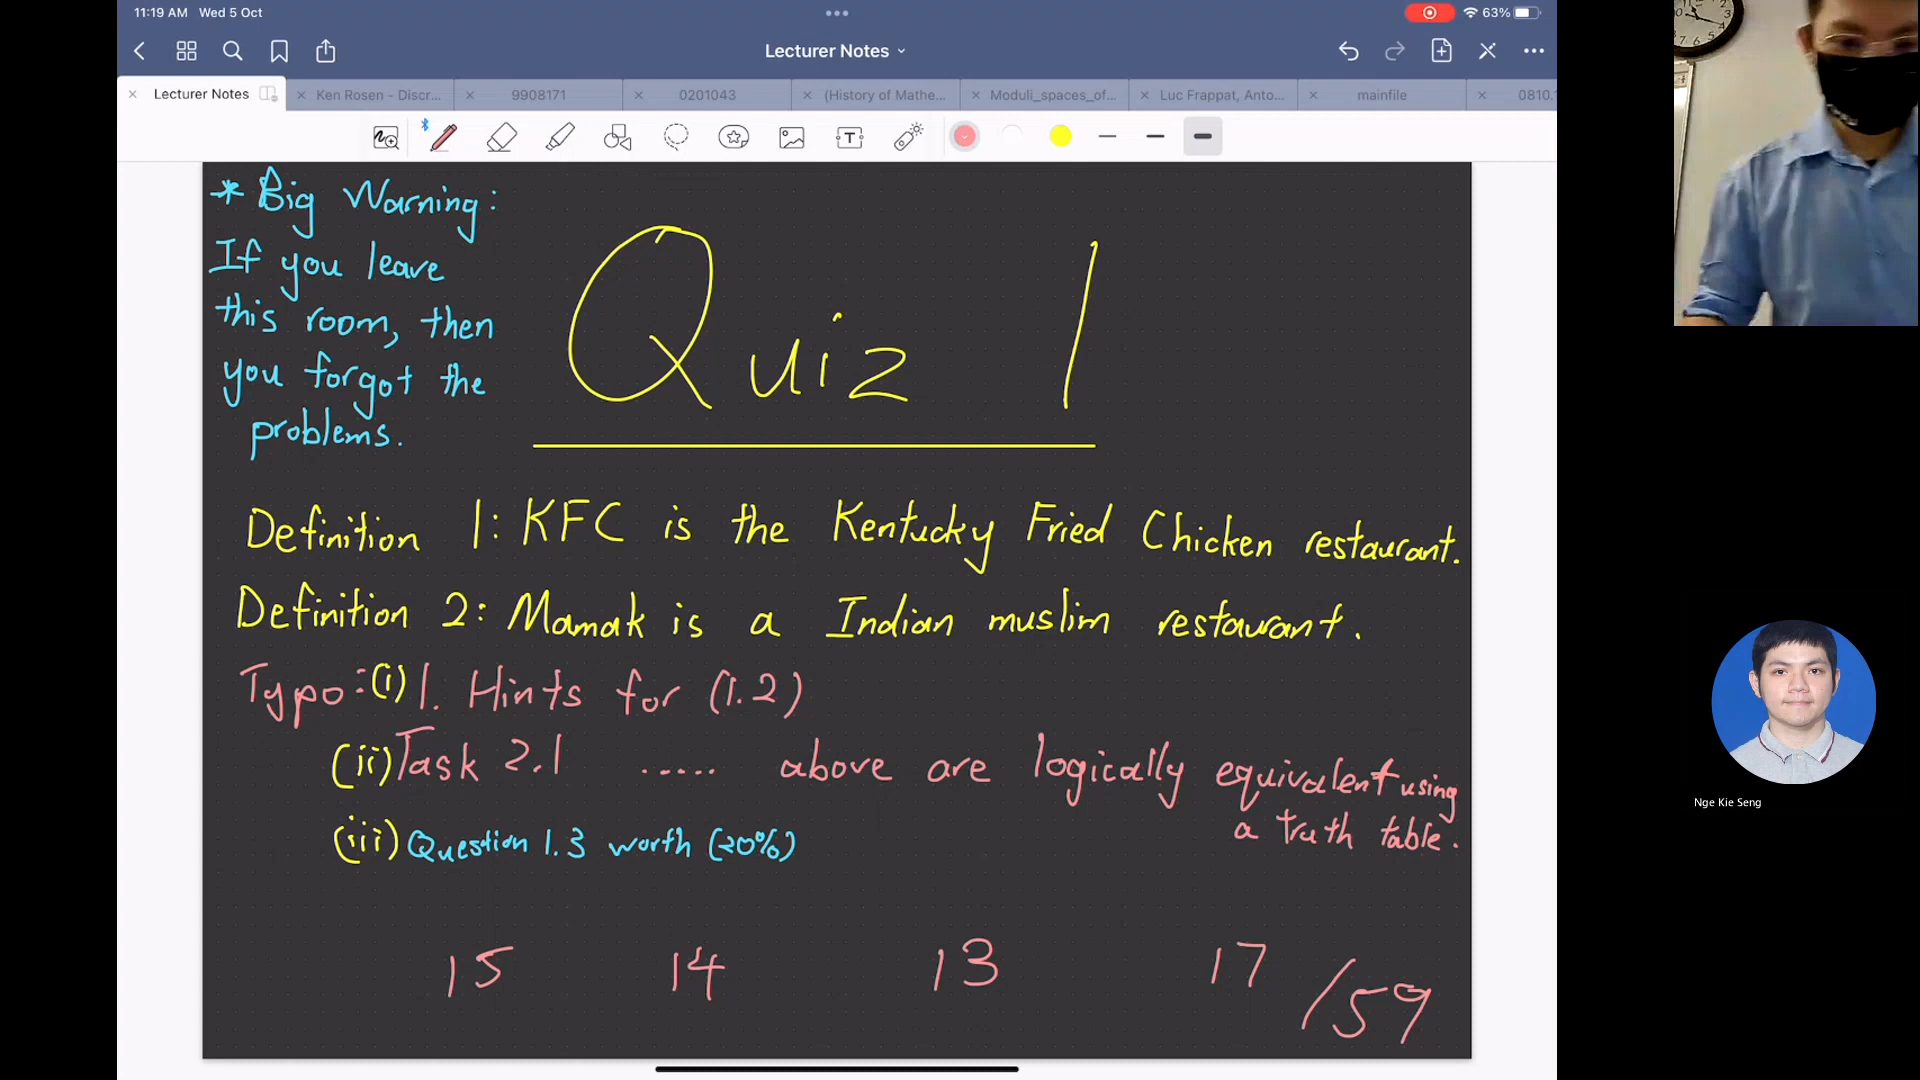 11:19 AM Wed 5 Oct
63%
Lecturer Notes
Lecturer Notes
Ken Rosen - Discr...
9908171
0201043
(History of Mathe...
Moduli_spaces_of...
Luc Frappat, Anto...
mainfile
0810.
* Big Warning:
If you leave
this room, then
you forgot the
problems.
Quiz 1
Definition 1: KFC is the Kentucky Fried Chicken restaurant.
Definition 2: Mamak is a Indian muslim restaurant.
Typo: (i) 1. Hints for (1.2)
(ii) Task 2.1 ..... above are logically equivalent using
a truth table.
(iii) Question 1.3 worth (20%)
15 14 13 17 /59
Nge Kie Seng